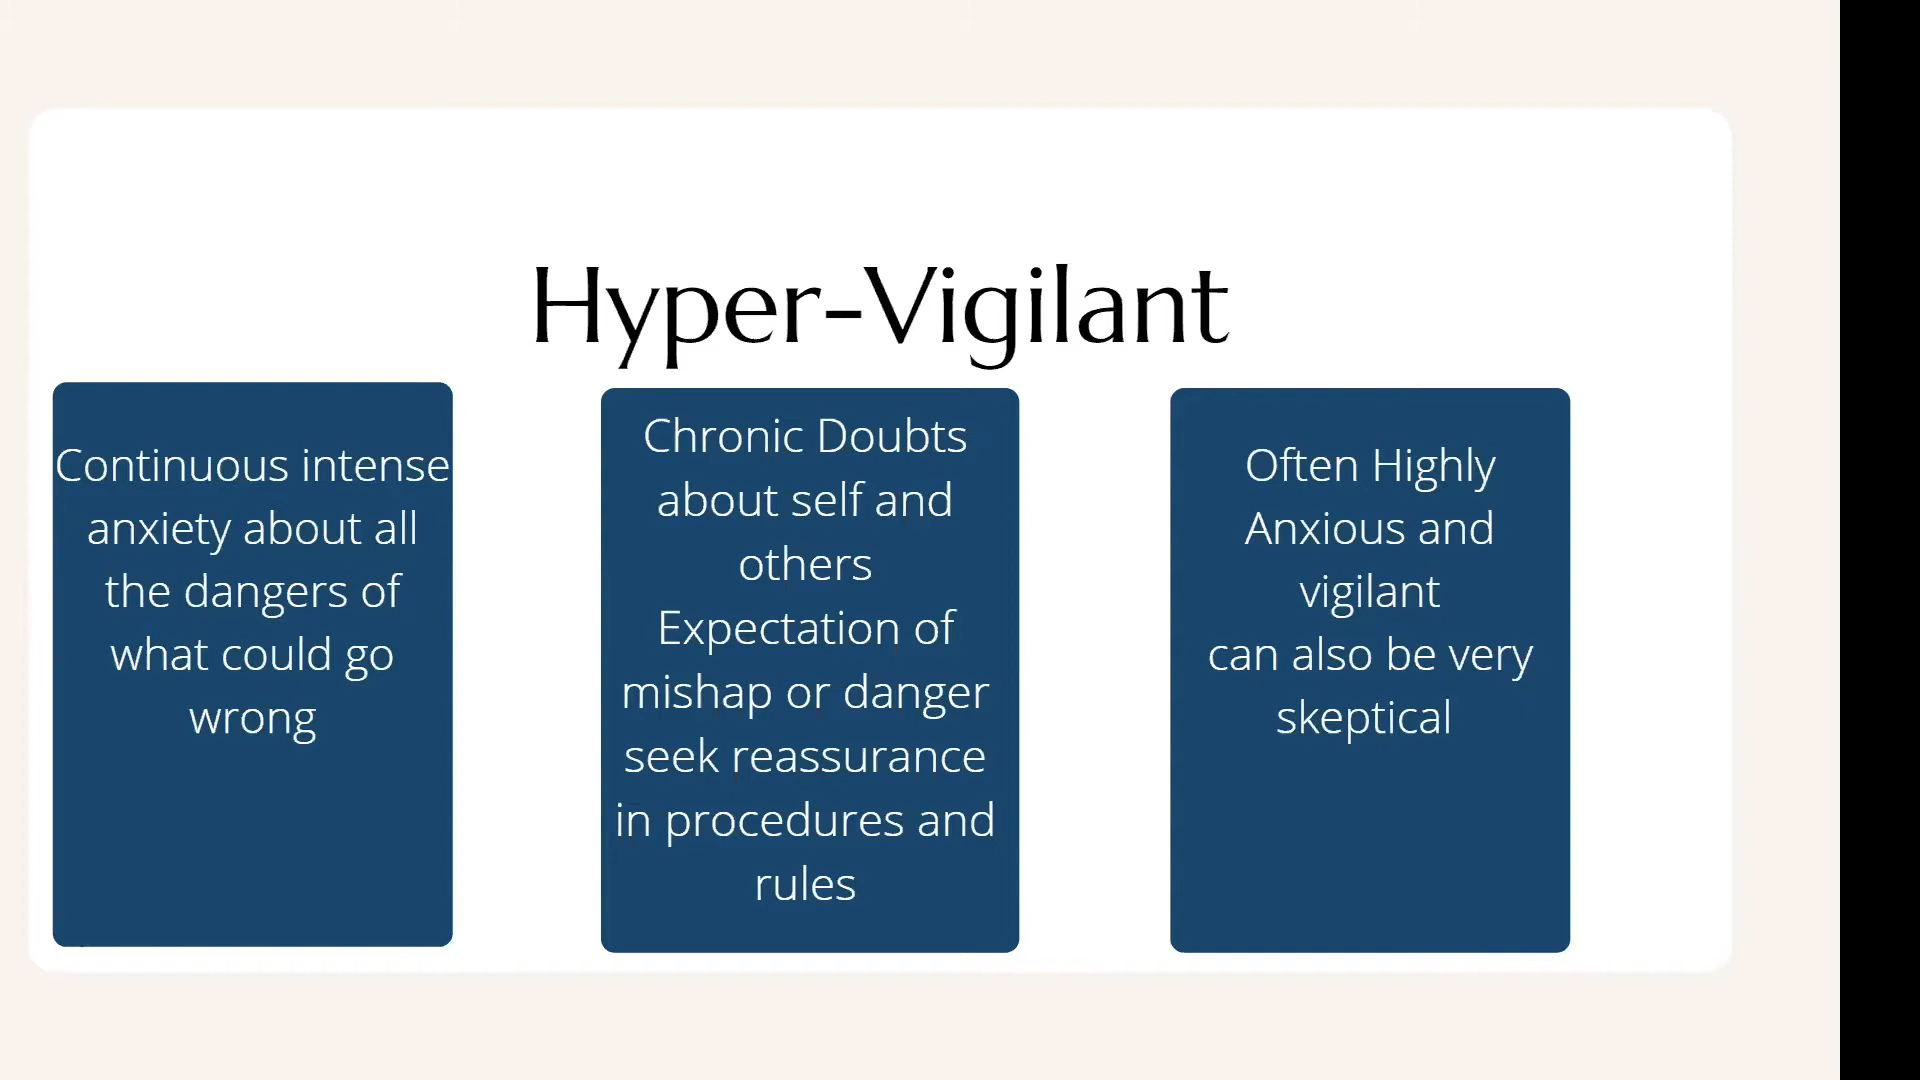 Hyper-Vigilant
Continuous intense
anxiety about all
the dangers of
what could go
wrong
Chronic Doubts
about self and
others
Expectation of
mishap or danger
seek reassurance
in procedures and
rules
Often Highly
Anxious and
vigilant
can also be very
skeptical